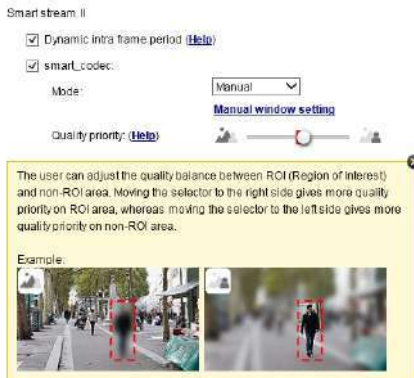 Smart stream II
Dynamic intra frame period (Help)
smart_codec:
Mode: Manual
Manual window setting
Quality priority: (Help)
The user can adjust the quality balance between ROI (Region of Interest)
and non-ROI area. Moving the selector to the right side gives more quality
priority on ROI area, whereas moving the selector to the left side gives more
quality priority on non-ROI area.
Example: